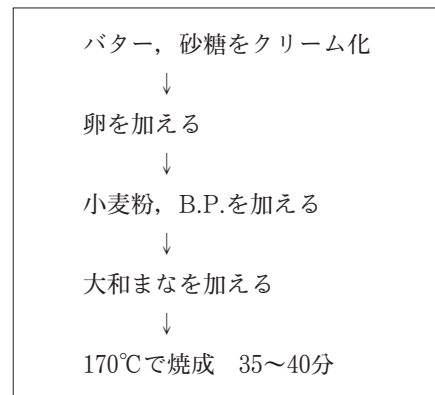 バター，砂糖をクリーム化
↓
卵を加える
↓
小麦粉，B.P.を加える
↓
大和まなを加える
↓
170℃で焼成　35〜40分